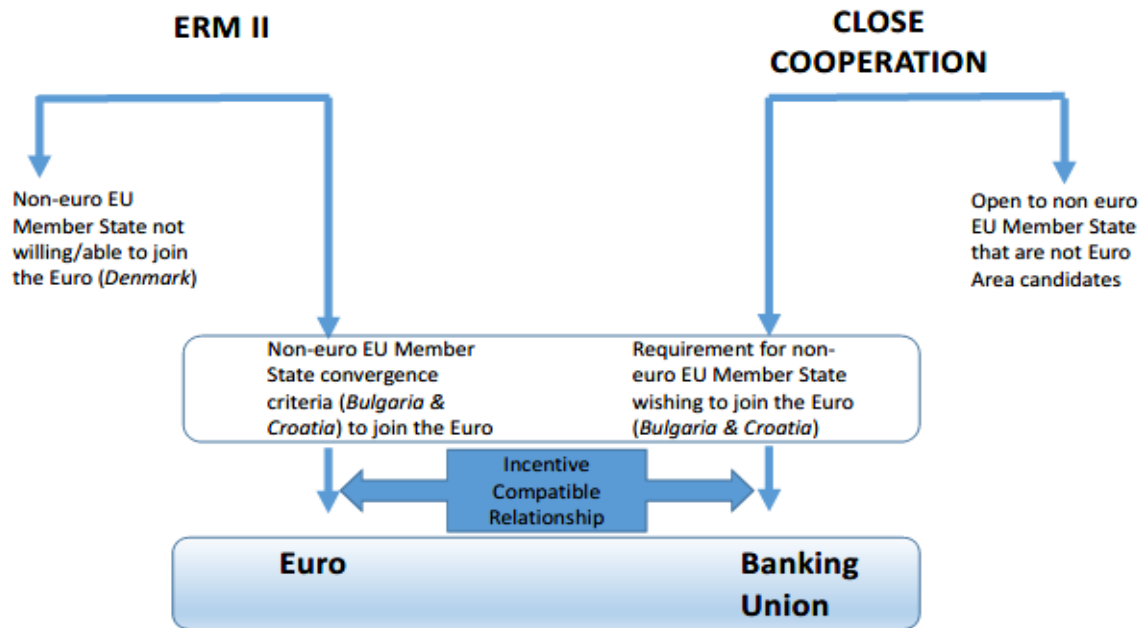 ERM II
CLOSE
COOPERATION
Non-euro EU
Member State not
willing/able to join
the Euro (Denmark)
Open to non euro
EU Member State
that are not Euro
Area candidates
Non-euro EU Member
State convergence
criteria (Bulgaria &
Croatia) to join the Euro
Requirement for non-
euro EU Member State
wishing to join the Euro
(Bulgaria & Croatia)
Incentive
Compatible
Relationship
Euro
Banking
Union